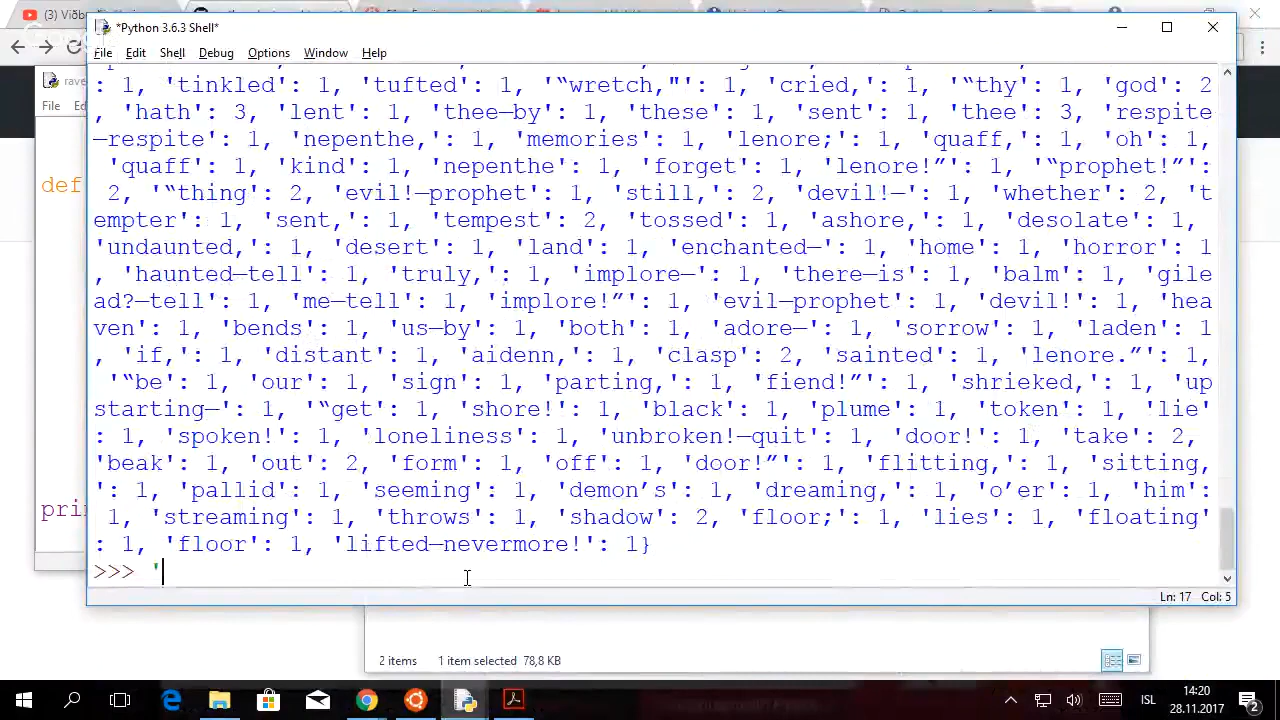 (3) Viðb
*Python 3.6.3 Shell*
File Edit Shell Debug Options Window Help
rave
File Ed
: 1, 'tinkled': 1, 'tufted': 1, '“wretch,"': 1, 'cried,': 1, '“thy': 1, 'god': 2
, 'hath': 3, 'lent': 1, 'thee—by': 1, 'these': 1, 'sent': 1, 'thee': 3, 'respite
—respite': 1, 'nepenthe,': 1, 'memories': 1, 'lenore;': 1, 'quaff,': 1, 'oh': 1,
'quaff': 1, 'kind': 1, 'nepenthe': 1, 'forget': 1, 'lenore!”': 1, '“prophet!”':
def
2, '“thing': 2, 'evil!—prophet': 1, 'still,': 2, 'devil!—': 1, 'whether': 2, 't
empter': 1, 'sent,': 1, 'tempest': 2, 'tossed': 1, 'ashore,': 1, 'desolate': 1,
'undaunted,': 1, 'desert': 1, 'land': 1, 'enchanted—': 1, 'home': 1, 'horror': 1
, 'haunted—tell': 1, 'truly,': 1, 'implore—': 1, 'there—is': 1, 'balm': 1, 'gile
ad?—tell': 1, 'me—tell': 1, 'implore!”': 1, 'evil—prophet': 1, 'devil!': 1, 'hea
ven': 1, 'bends': 1, 'us—by': 1, 'both': 1, 'adore—': 1, 'sorrow': 1, 'laden': 1
, 'if,': 1, 'distant': 1, 'aidenn,': 1, 'clasp': 2, 'sainted': 1, 'lenore.”': 1,
'“be': 1, 'our': 1, 'sign': 1, 'parting,': 1, 'fiend!”': 1, 'shrieked,': 1, 'up
starting—': 1, '“get': 1, 'shore!': 1, 'black': 1, 'plume': 1, 'token': 1, 'lie'
: 1, 'spoken!': 1, 'loneliness': 1, 'unbroken!—quit': 1, 'door!': 1, 'take': 2,
'beak': 1, 'out': 2, 'form': 1, 'off': 1, 'door!”': 1, 'flitting,': 1, 'sitting,
': 1, 'pallid': 1, 'seeming': 1, 'demon’s': 1, 'dreaming,': 1, 'o’er': 1, 'him':
prin
1, 'streaming': 1, 'throws': 1, 'shadow': 2, 'floor;': 1, 'lies': 1, 'floating'
: 1, 'floor': 1, 'lifted—nevermore!': 1}
>>> '
Ln: 17 Col: 5
2 items 1 item selected 78,8 KB
ISL
14:20
28.11.2017
2